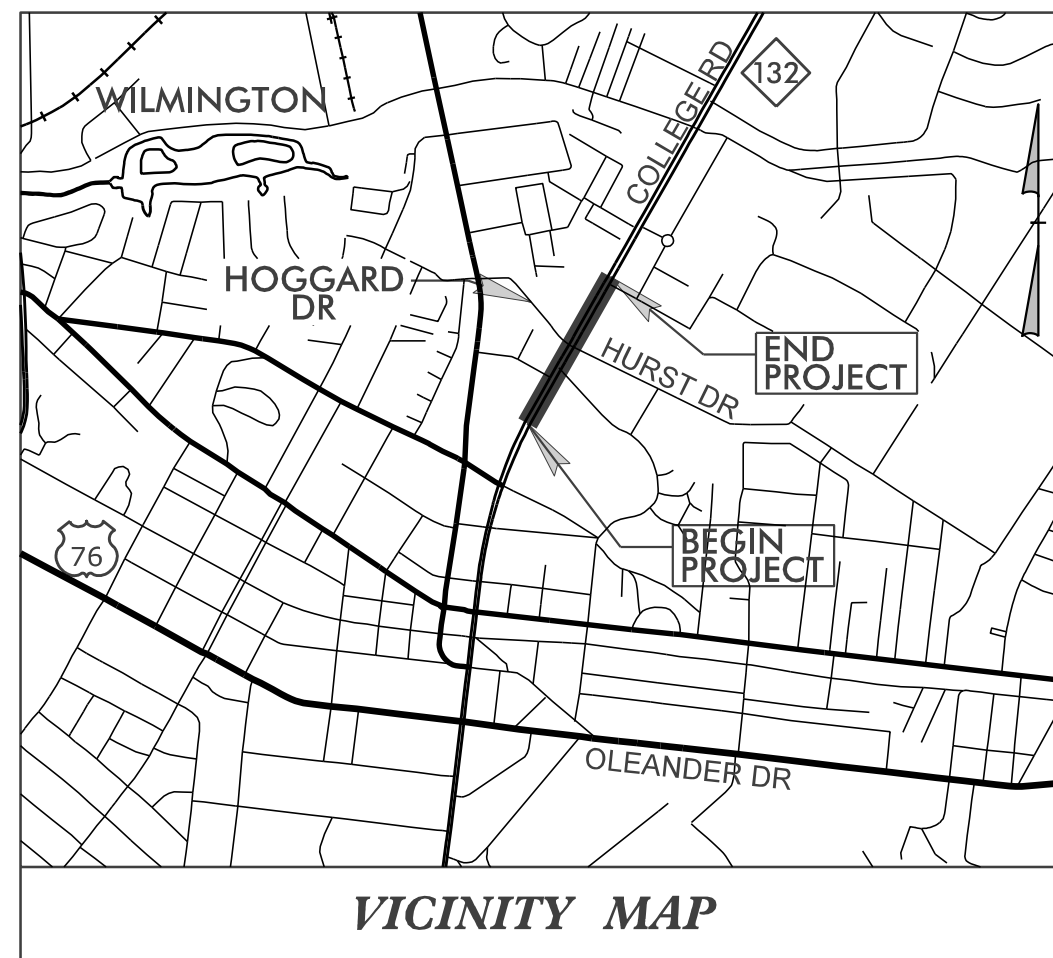 132
COLLEGE RD
WILMINGTON
HOGGARD
DR
END
PROJECT
HURST DR
76
BEGIN
PROJECT
OLEANDER DR
VICINITY MAP